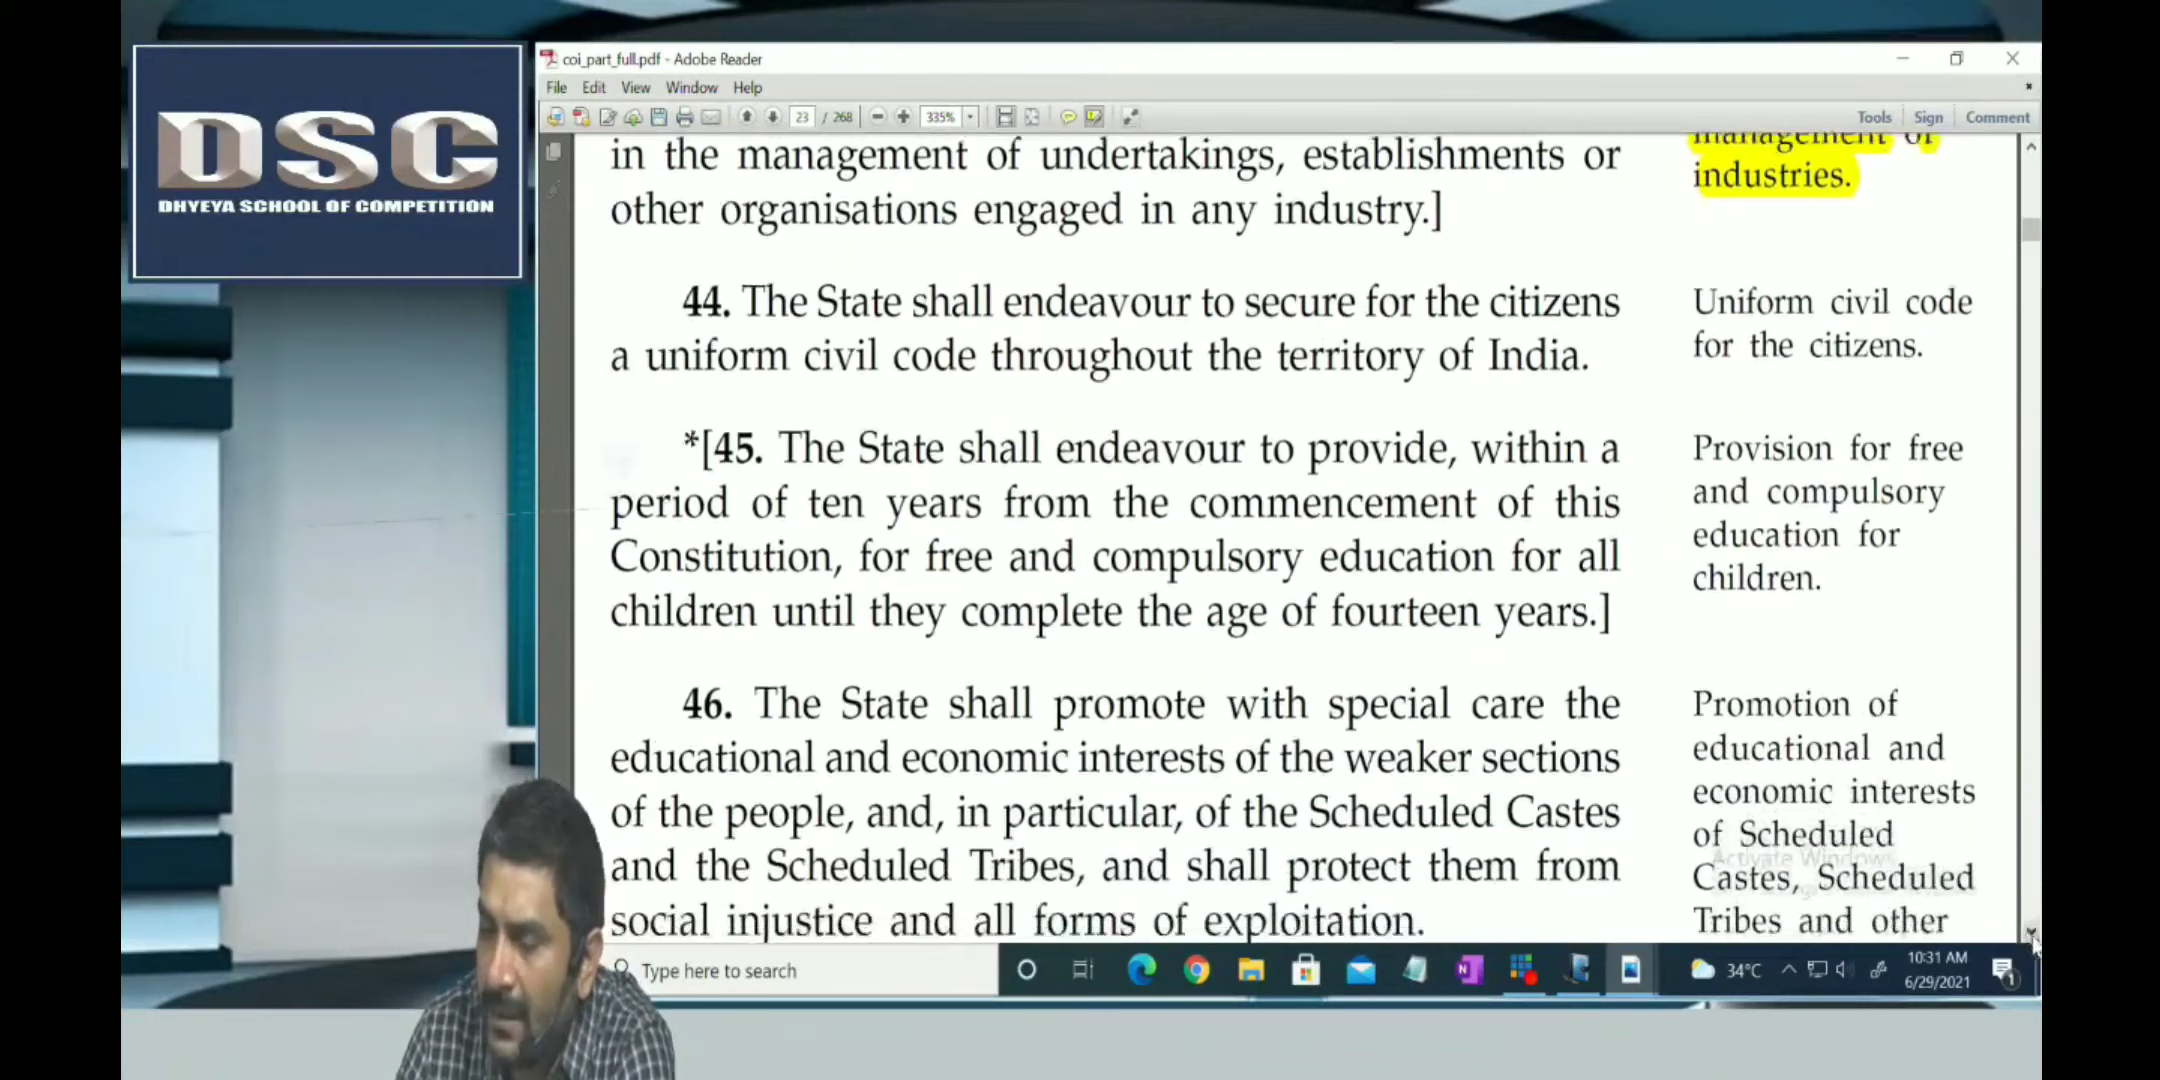 DSC
DHYEYA SCHOOL OF COMPETITION
coi_part_full.pdf - Adobe Reader
File Edit View Window Help
23 / 268 335% Tools Sign Comment
in the management of undertakings, establishments or
other organisations engaged in any industry.]
management of
industries.
44. The State shall endeavour to secure for the citizens
a uniform civil code throughout the territory of India.
Uniform civil code
for the citizens.
*[45. The State shall endeavour to provide, within a
period of ten years from the commencement of this
Constitution, for free and compulsory education for all
children until they complete the age of fourteen years.]
Provision for free
and compulsory
education for
children.
46. The State shall promote with special care the
educational and economic interests of the weaker sections
of the people, and, in particular, of the Scheduled Castes
and the Scheduled Tribes, and shall protect them from
social injustice and all forms of exploitation.
Promotion of
educational and
economic interests
of Scheduled
Activate Windows
Castes, Scheduled
Tribes and other
Type here to search
34°C
10:31 AM
6/29/2021
1